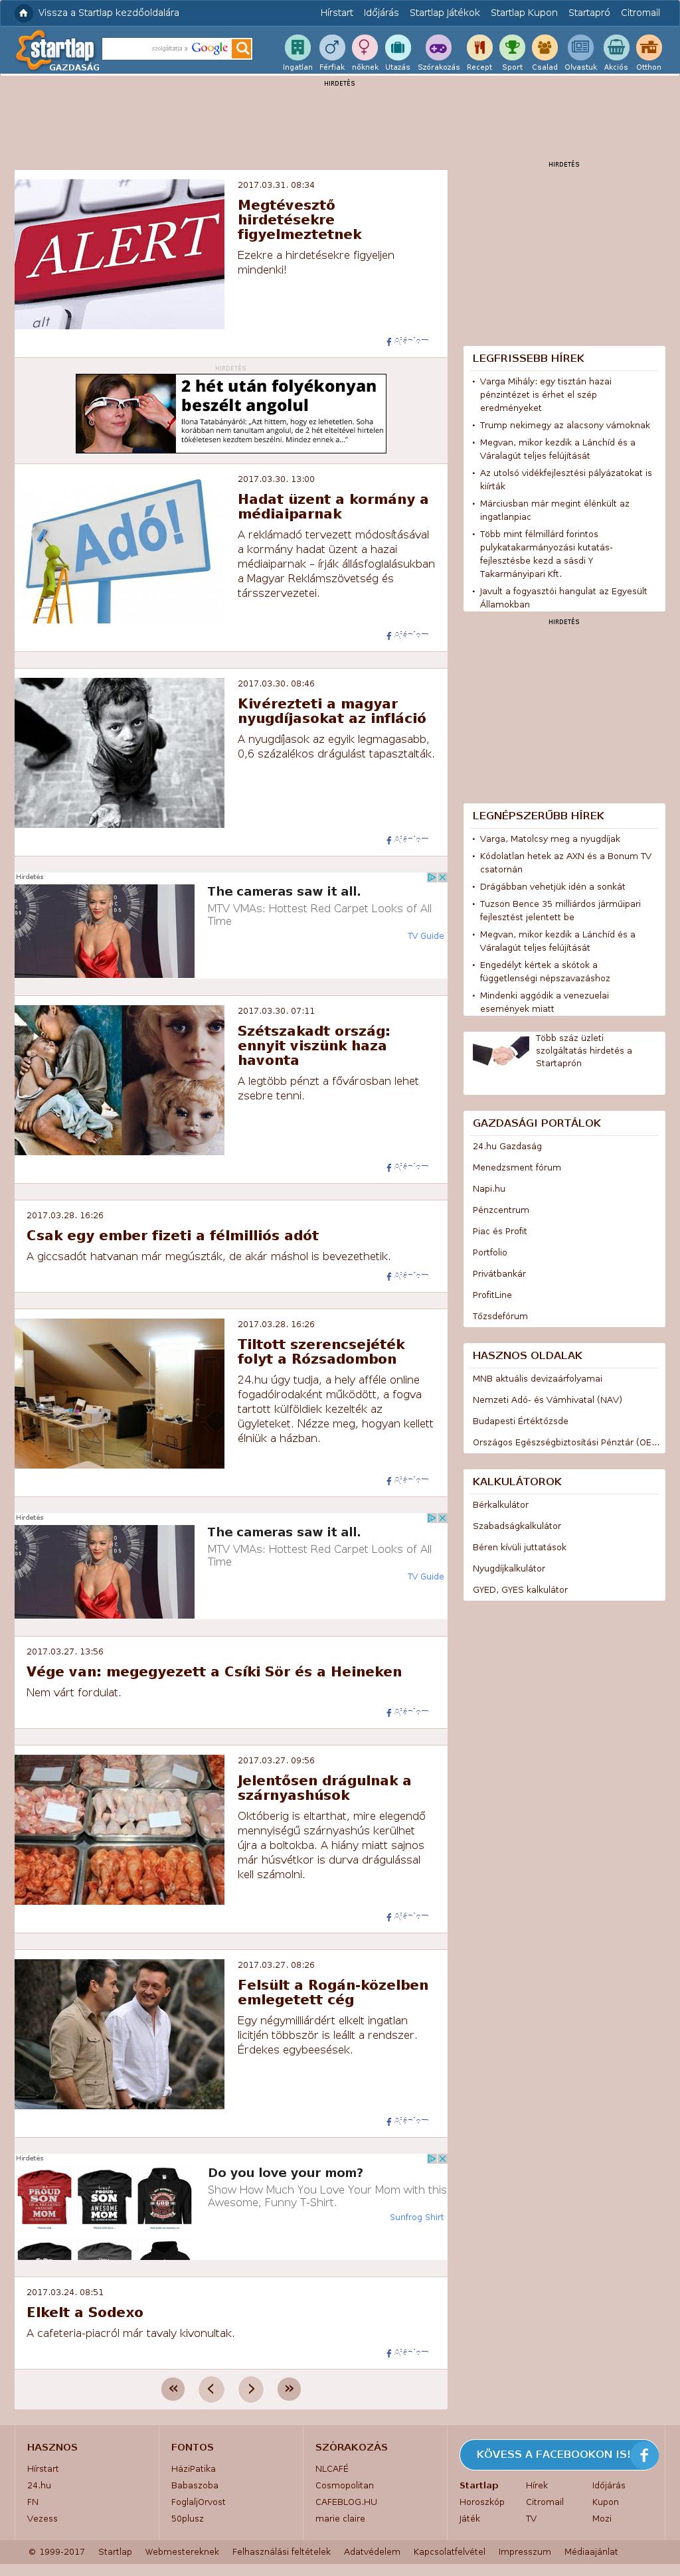 Vissza a Startlap kezdőoldalára
Hírstart Időjárás Startlap Játékok Startlap Kupon Startapró Citromail
startlap
GAZDASÁG
szolgáltatja a Google
Ingatlan Férfiak nőknek Utazás Szórakozás Recept Sport Család Olvastuk Akciós Otthon
HIRDETÉS
HIRDETÉS
ALERT
alt
2017.03.31. 08:34
Megtévesztő
hirdetésekre
figyelmeztetnek
Ezekre a hirdetésekre figyeljen
mindenki!
HIRDETÉS
2 hét után folyékonyan
beszélt angolul
Ilona Tatabányáról: „Azt hittem, hogy ez lehetetlen. Soha
korábban nem tanultam angolul, de 2 hét elteltével hirtelen
tökéletesen kezdtem beszélni. Mindez ennek a...”
Adó!
2017.03.30. 13:00
Hadat üzent a kormány a
médiaiparnak
A reklámadó tervezett módosításával
a kormány hadat üzent a hazai
médiaiparnak – írják állásfoglalásukban
a Magyar Reklámszövetség és
társszervezetei.
2017.03.30. 08:46
Kivérezteti a magyar
nyugdíjasokat az infláció
A nyugdíjasok az egyik legmagasabb,
0,6 százalékos drágulást tapasztalták.
Hirdetés
The cameras saw it all.
MTV VMAs: Hottest Red Carpet Looks of All
Time
TV Guide
2017.03.30. 07:11
Szétszakadt ország:
ennyit viszünk haza
havonta
A legtöbb pénzt a fővárosban lehet
zsebre tenni.
2017.03.28. 16:26
Csak egy ember fizeti a félmilliós adót
A giccsadót hatvanan már megúszták, de akár máshol is bevezethetik.
2017.03.28. 16:26
Tiltott szerencsejéték
folyt a Rózsadombon
24.hu úgy tudja, a hely afféle online
fogadóirodaként működött, a fogva
tartott külföldiek kezelték az
ügyleteket. Nézze meg, hogyan kellett
élniük a házban.
Hirdetés
The cameras saw it all.
MTV VMAs: Hottest Red Carpet Looks of All
Time
TV Guide
2017.03.27. 13:56
Vége van: megegyezett a Csíki Sör és a Heineken
Nem várt fordulat.
2017.03.27. 09:56
Jelentősen drágulnak a
szárnyashúsok
Októberig is eltarthat, mire elegendő
mennyiségű szárnyashús kerülhet
újra a boltokba. A hiány miatt sajnos
már húsvétkor is durva drágulással
kell számolni.
2017.03.27. 08:26
Felsült a Rogán-közelben
emlegetett cég
Egy négymilliárdért elkelt ingatlan
licitjén többször is leállt a rendszer.
Érdekes egybeesések.
Hirdetés
PROUD SON AWESOME MOM
Do you love your mom?
Show How Much You Love Your Mom with this
Awesome, Funny T-Shirt.
Sunfrog Shirt
2017.03.24. 08:51
Elkelt a Sodexo
A cafeteria-piacról már tavaly kivonultak.
LEGFRISSEBB HÍREK
Varga Mihály: egy tisztán hazai
pénzintézet is érhet el szép
eredményeket
Trump nekimegy az alacsony vámoknak
Megvan, mikor kezdik a Lánchíd és a
Váralagút teljes felújítását
Az utolsó vidékfejlesztési pályázatokat is
kiírták
Márciusban már megint élénkült az
ingatlanpiac
Több mint félmillárd forintos
pulykatakarmányozási kutatás-
fejlesztésbe kezd a sásdi Y
Takarmányipari Kft.
Javult a fogyasztói hangulat az Egyesült
Államokban
HIRDETÉS
LEGNÉPSZERŰBB HÍREK
Varga, Matolcsy meg a nyugdíjak
Kódolatlan hetek az AXN és a Bonum TV
csatornán
Drágábban vehetjük idén a sonkát
Tuzson Bence 35 milliárdos járműipari
fejlesztést jelentett be
Megvan, mikor kezdik a Lánchíd és a
Váralagút teljes felújítását
Engedélyt kértek a skótok a
függetlenségi népszavazáshoz
Mindenki aggódik a venezuelai
események miatt
Több száz üzleti
szolgáltatás hirdetés a
Startaprón
GAZDASÁGI PORTÁLOK
24.hu Gazdaság
Menedzsment fórum
Napi.hu
Pénzcentrum
Piac és Profit
Portfolio
Privátbankár
ProfitLine
Tőzsdefórum
HASZNOS OLDALAK
MNB aktuális devizaárfolyamai
Nemzeti Adó- és Vámhivatal (NAV)
Budapesti Értéktőzsde
Országos Egészségbiztosítási Pénztár (OE...
KALKULÁTOROK
Bérkalkulátor
Szabadságkalkulátor
Béren kívüli juttatások
Nyugdíjkalkulátor
GYED, GYES kalkulátor
HASZNOS
Hírstart
24.hu
FN
Vezess
FONTOS
HáziPatika
Babaszoba
FoglaljOrvost
50plusz
SZÓRAKOZÁS
NLCAFÉ
Cosmopolitan
CAFEBLOG.HU
marie claire
KÖVESS A FACEBOOKON IS!
Startlap Hírek Időjárás
Horoszkóp Citromail Kupon
Játék TV Mozi
© 1999-2017 Startlap Webmestereknek Felhasználási feltételek Adatvédelem Kapcsolatfelvétel Impresszum Médiaajánlat